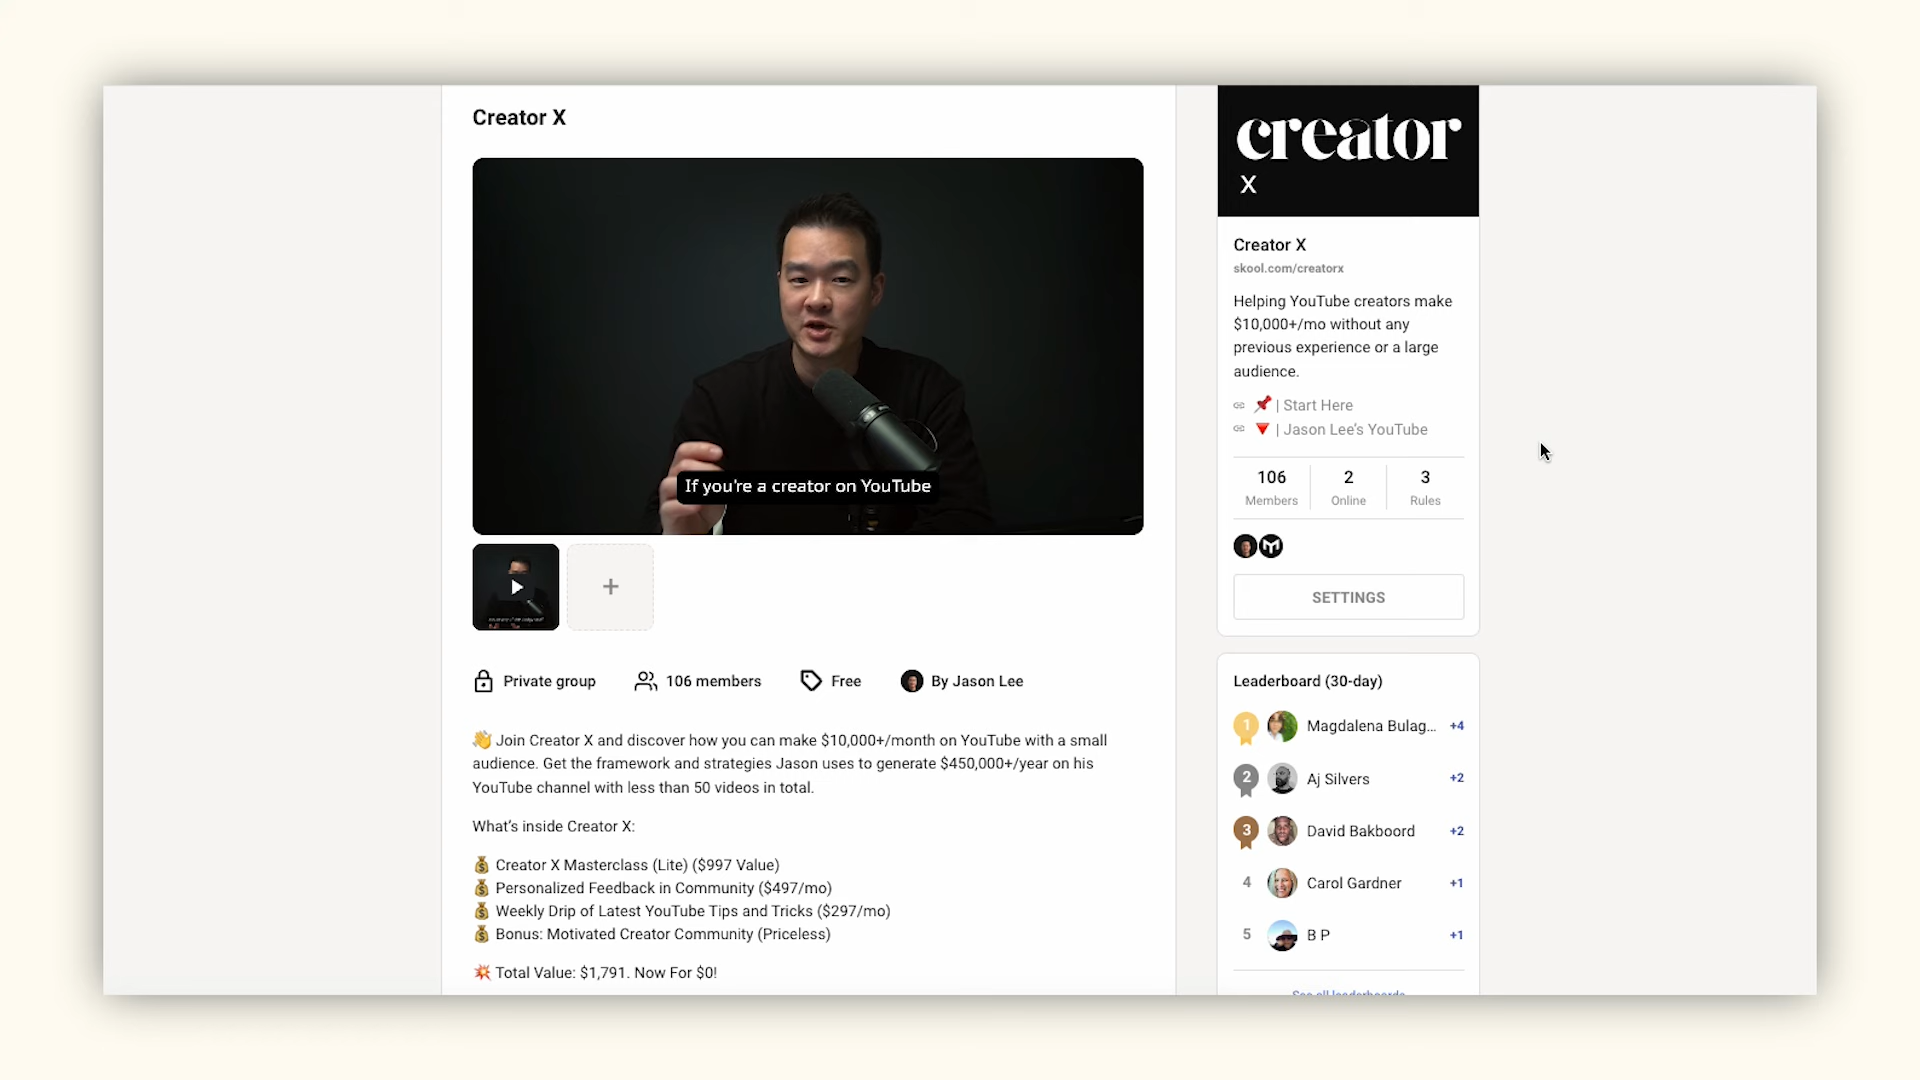 Creator X
If you're a creator on YouTube
Private group
106 members
Free
By Jason Lee
👋 Join Creator X and discover how you can make $10,000+/month on YouTube with a small
audience. Get the framework and strategies Jason uses to generate $450,000+/year on his
YouTube channel with less than 50 videos in total.
What's inside Creator X:
💰 Creator X Masterclass (Lite) ($997 Value)
💰 Personalized Feedback in Community ($497/mo)
💰 Weekly Drip of Latest YouTube Tips and Tricks ($297/mo)
💰 Bonus: Motivated Creator Community (Priceless)
💥 Total Value: $1,791. Now For $0!
creator
X
Creator X
skool.com/creatorx
Helping YouTube creators make
$10,000+/mo without any
previous experience or a large
audience.
📌 | Start Here
🔻 | Jason Lee's YouTube
106 2 3
Members Online Rules
SETTINGS
Leaderboard (30-day)
1 Magdalena Bulag... +4
2 Aj Silvers +2
3 David Bakboord +2
4 Carol Gardner +1
5 B P +1
See all leaderboards